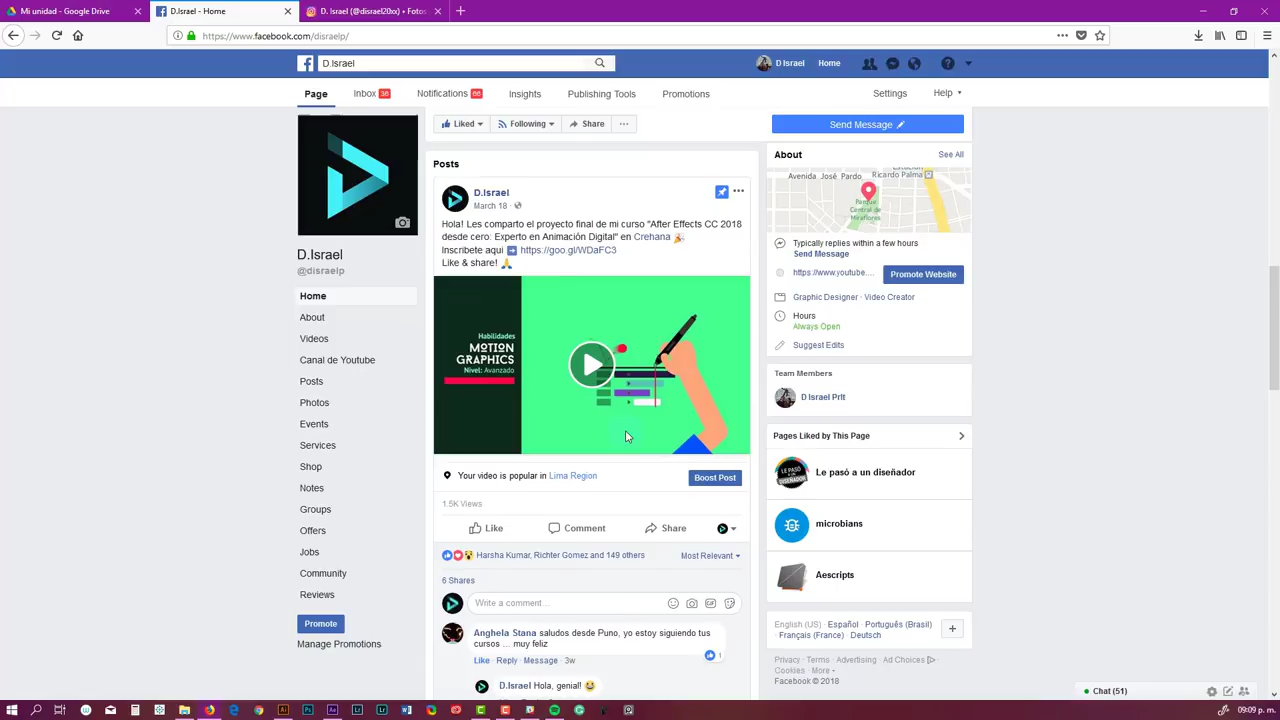 Mi unidad - Google Drive
D.Israel - Home
D. Israel (@disrael20xx) • Fotos
https://www.facebook.com/disraelp/
D.Israel
D Israel
Home
Page
Inbox 38
Notifications 66
Insights
Publishing Tools
Promotions
Settings
Help
Liked
Following
Share
Send Message
D.Israel
@disraelp
Home
About
Videos
Canal de Youtube
Posts
Photos
Events
Services
Shop
Notes
Groups
Offers
Jobs
Community
Reviews
Promote
Manage Promotions
Posts
D.Israel
March 18 ·
Hola! Les comparto el proyecto final de mi curso "After Effects CC 2018
desde cero: Experto en Animación Digital" en Crehana
Inscribete aqui https://goo.gl/WDaFC3
Like & share!
Habilidades
MOTION
GRAPHICS
Nivel: Avanzado
Your video is popular in Lima Region
Boost Post
1.5K Views
Like
Comment
Share
Harsha Kumar, Richter Gomez and 149 others
Most Relevant
6 Shares
Write a comment...
GIF
Anghela Stana saludos desde Puno, yo estoy siguiendo tus
cursos ... muy feliz
1
Like · Reply · Message · 3w
D.Israel Hola, genial!
About
See All
Avenida José Pardo
Ricardo Palma
Parque
Central de
Miraflores
Typically replies within a few hours
Send Message
https://www.youtube....
Promote Website
Graphic Designer · Video Creator
Hours
Always Open
Suggest Edits
Team Members
D Israel Prlt
Pages Liked by This Page
Le pasó a un diseñador
microbians
Aescripts
English (US) · Español · Português (Brasil)
· Français (France) · Deutsch
Privacy · Terms · Advertising · Ad Choices ·
Cookies · More
Facebook © 2018
Chat (51)
09:09 p. m.